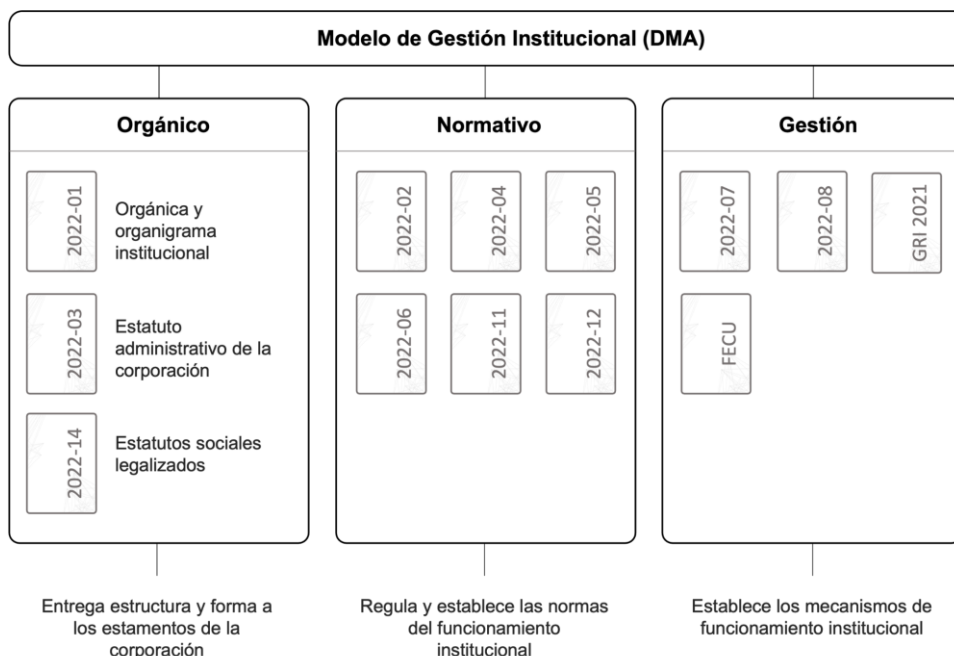 Modelo de Gestión Institucional (DMA)
Orgánico
2022-01
Orgánica y
organigrama
institucional
2022-03
Estatuto
administrativo de la
corporación
2022-14
Estatutos sociales
legalizados
Entrega estructura y forma a
los estamentos de la
corporación
Normativo
2022-02
2022-04
2022-05
2022-06
2022-11
2022-12
Regula y establece las normas
del funcionamiento
institucional
Gestión
2022-07
2022-08
GRI 2021
FECU
Establece los mecanismos de
funcionamiento institucional